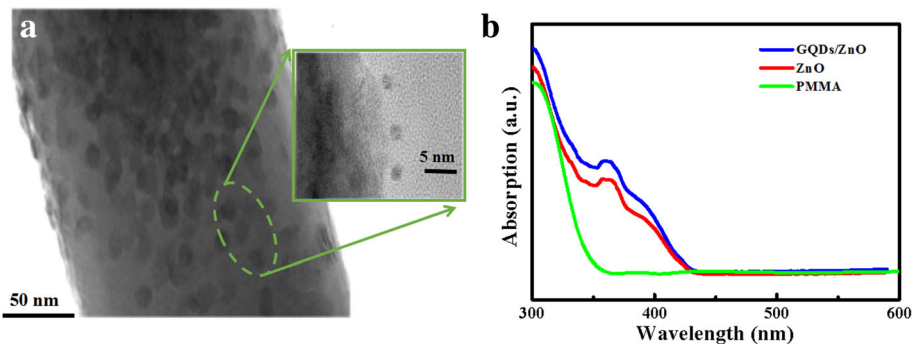 a
5 nm
50 nm
b
GQDs/ZnO
ZnO
PMMA
Absorption (a.u.)
300
400
500
600
Wavelength (nm)